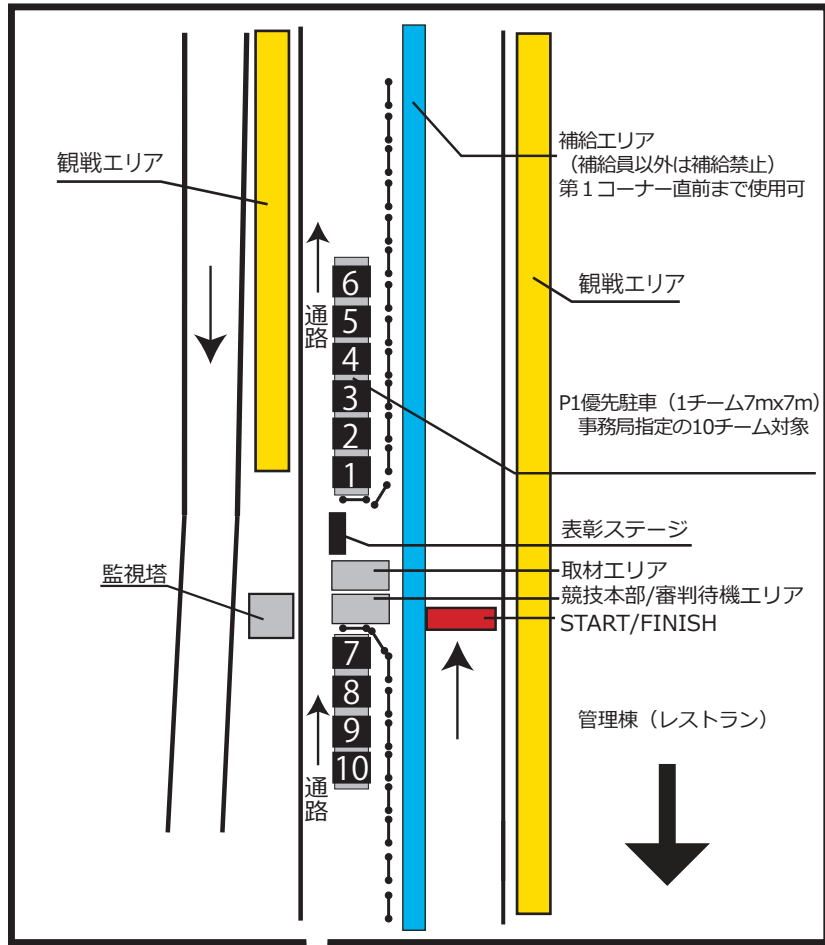 補給エリア
（補給員以外は補給禁止）
第１コーナー直前まで使用可
観戦エリア
観戦エリア
通路
6
5
4
3
2
1
P1優先駐車（1チーム7mx7m）
事務局指定の10チーム対象
表彰ステージ
取材エリア
監視塔
競技本部/審判待機エリア
START/FINISH
7
8
9
10
通路
管理棟（レストラン）